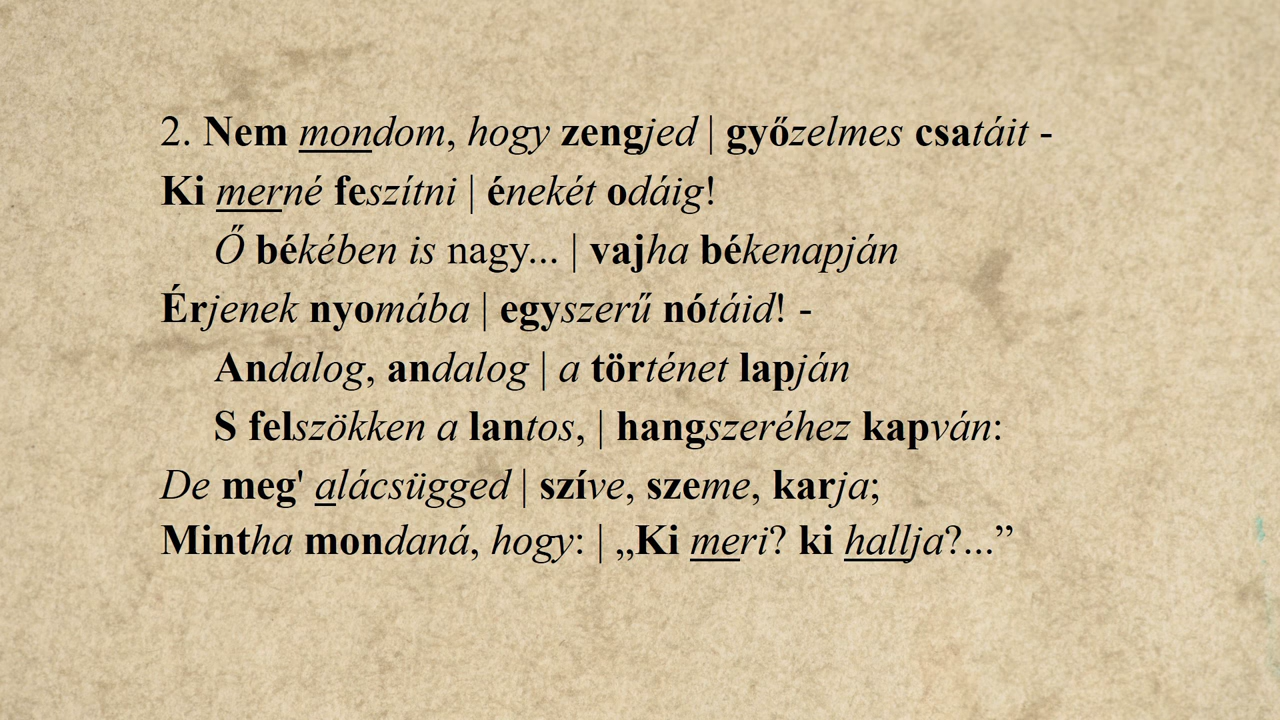 2. Nem mondom, hogy zengjed | győzelmes csatáit -
Ki merné feszítni | énekét odáig!
Ő békében is nagy... | vajha békenapján
Érjenek nyomába | egyszerű nótáid! -
Andalog, andalog | a történet lapján
S felszökken a lantos, | hangszeréhez kapván:
De meg' alácsügged | szíve, szeme, karja;
Mintha mondaná, hogy: | „Ki meri? ki hallja?...”